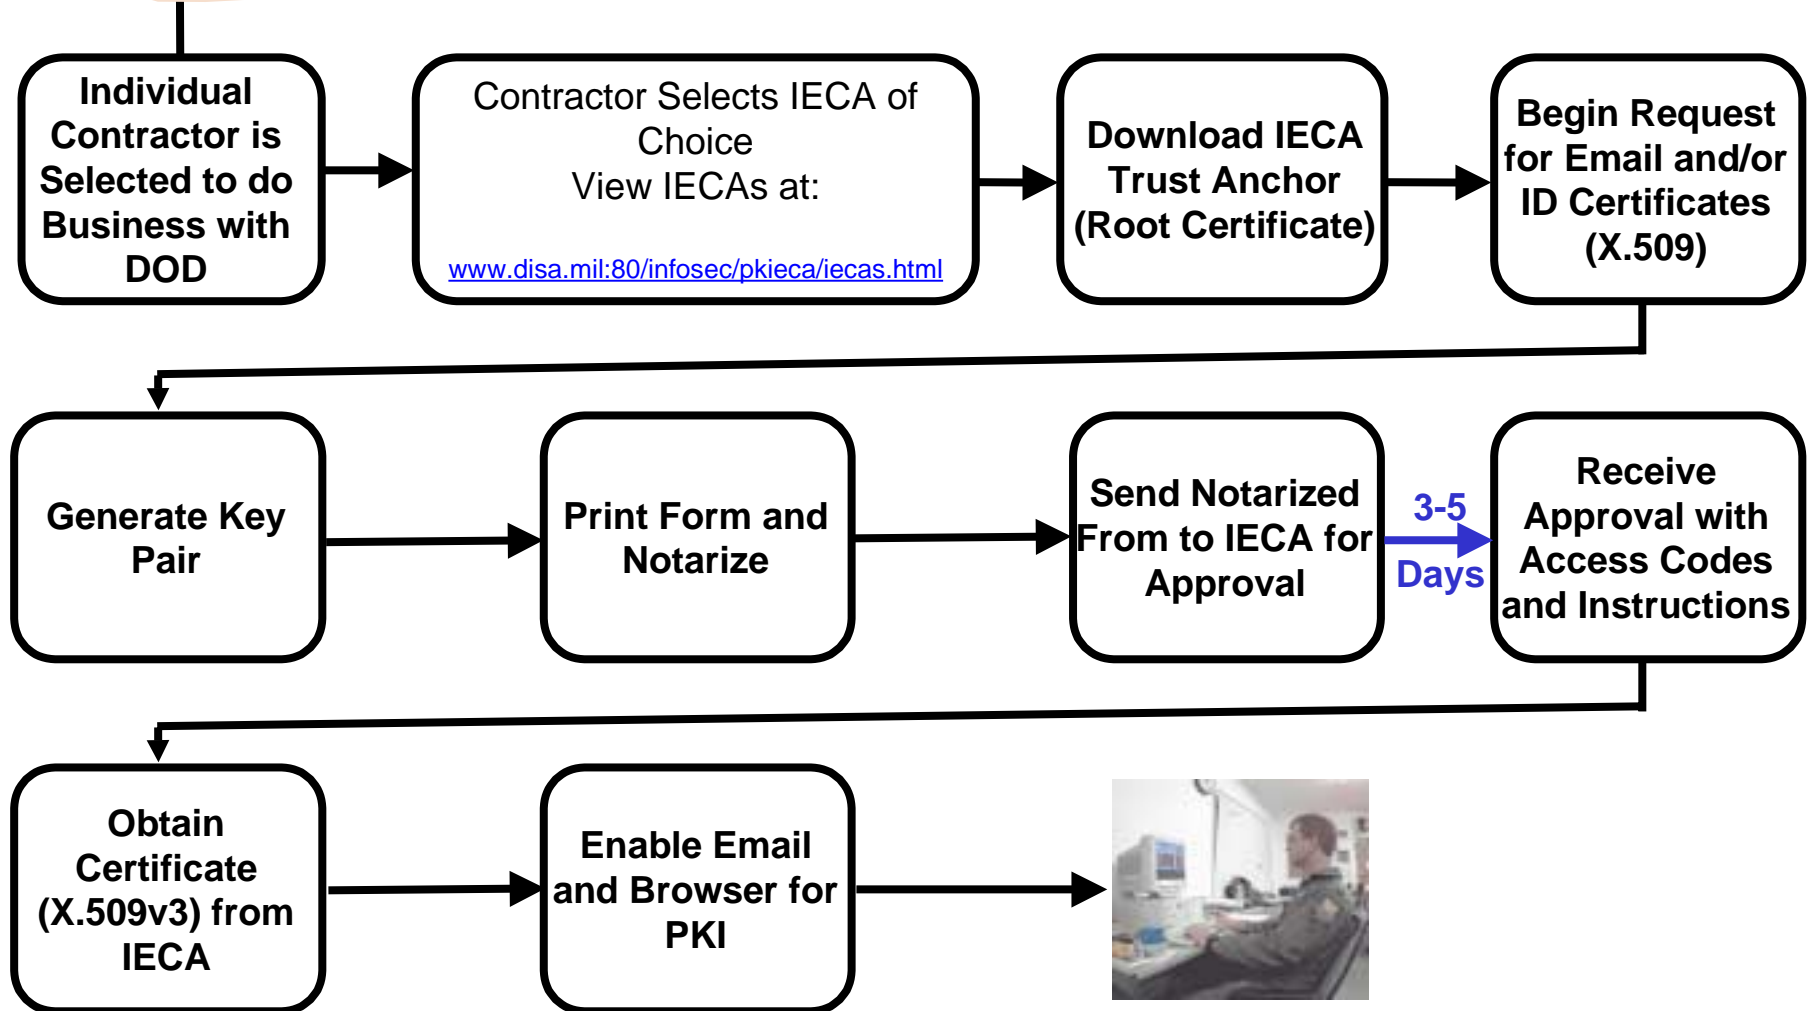 Individual
Contractor is
Selected to do
Business with
DOD
Contractor Selects IECA of
Choice
View IECAs at:
www.disa.mil:80/infosec/pkieca/iecas.html
Download IECA
Trust Anchor
(Root Certificate)
Begin Request
for Email and/or
ID Certificates
(X.509)
Generate Key
Pair
Print Form and
Notarize
Send Notarized
From to IECA for
Approval
3-5
Days
Receive
Approval with
Access Codes
and Instructions
Obtain
Certificate
(X.509v3) from
IECA
Enable Email
and Browser for
PKI